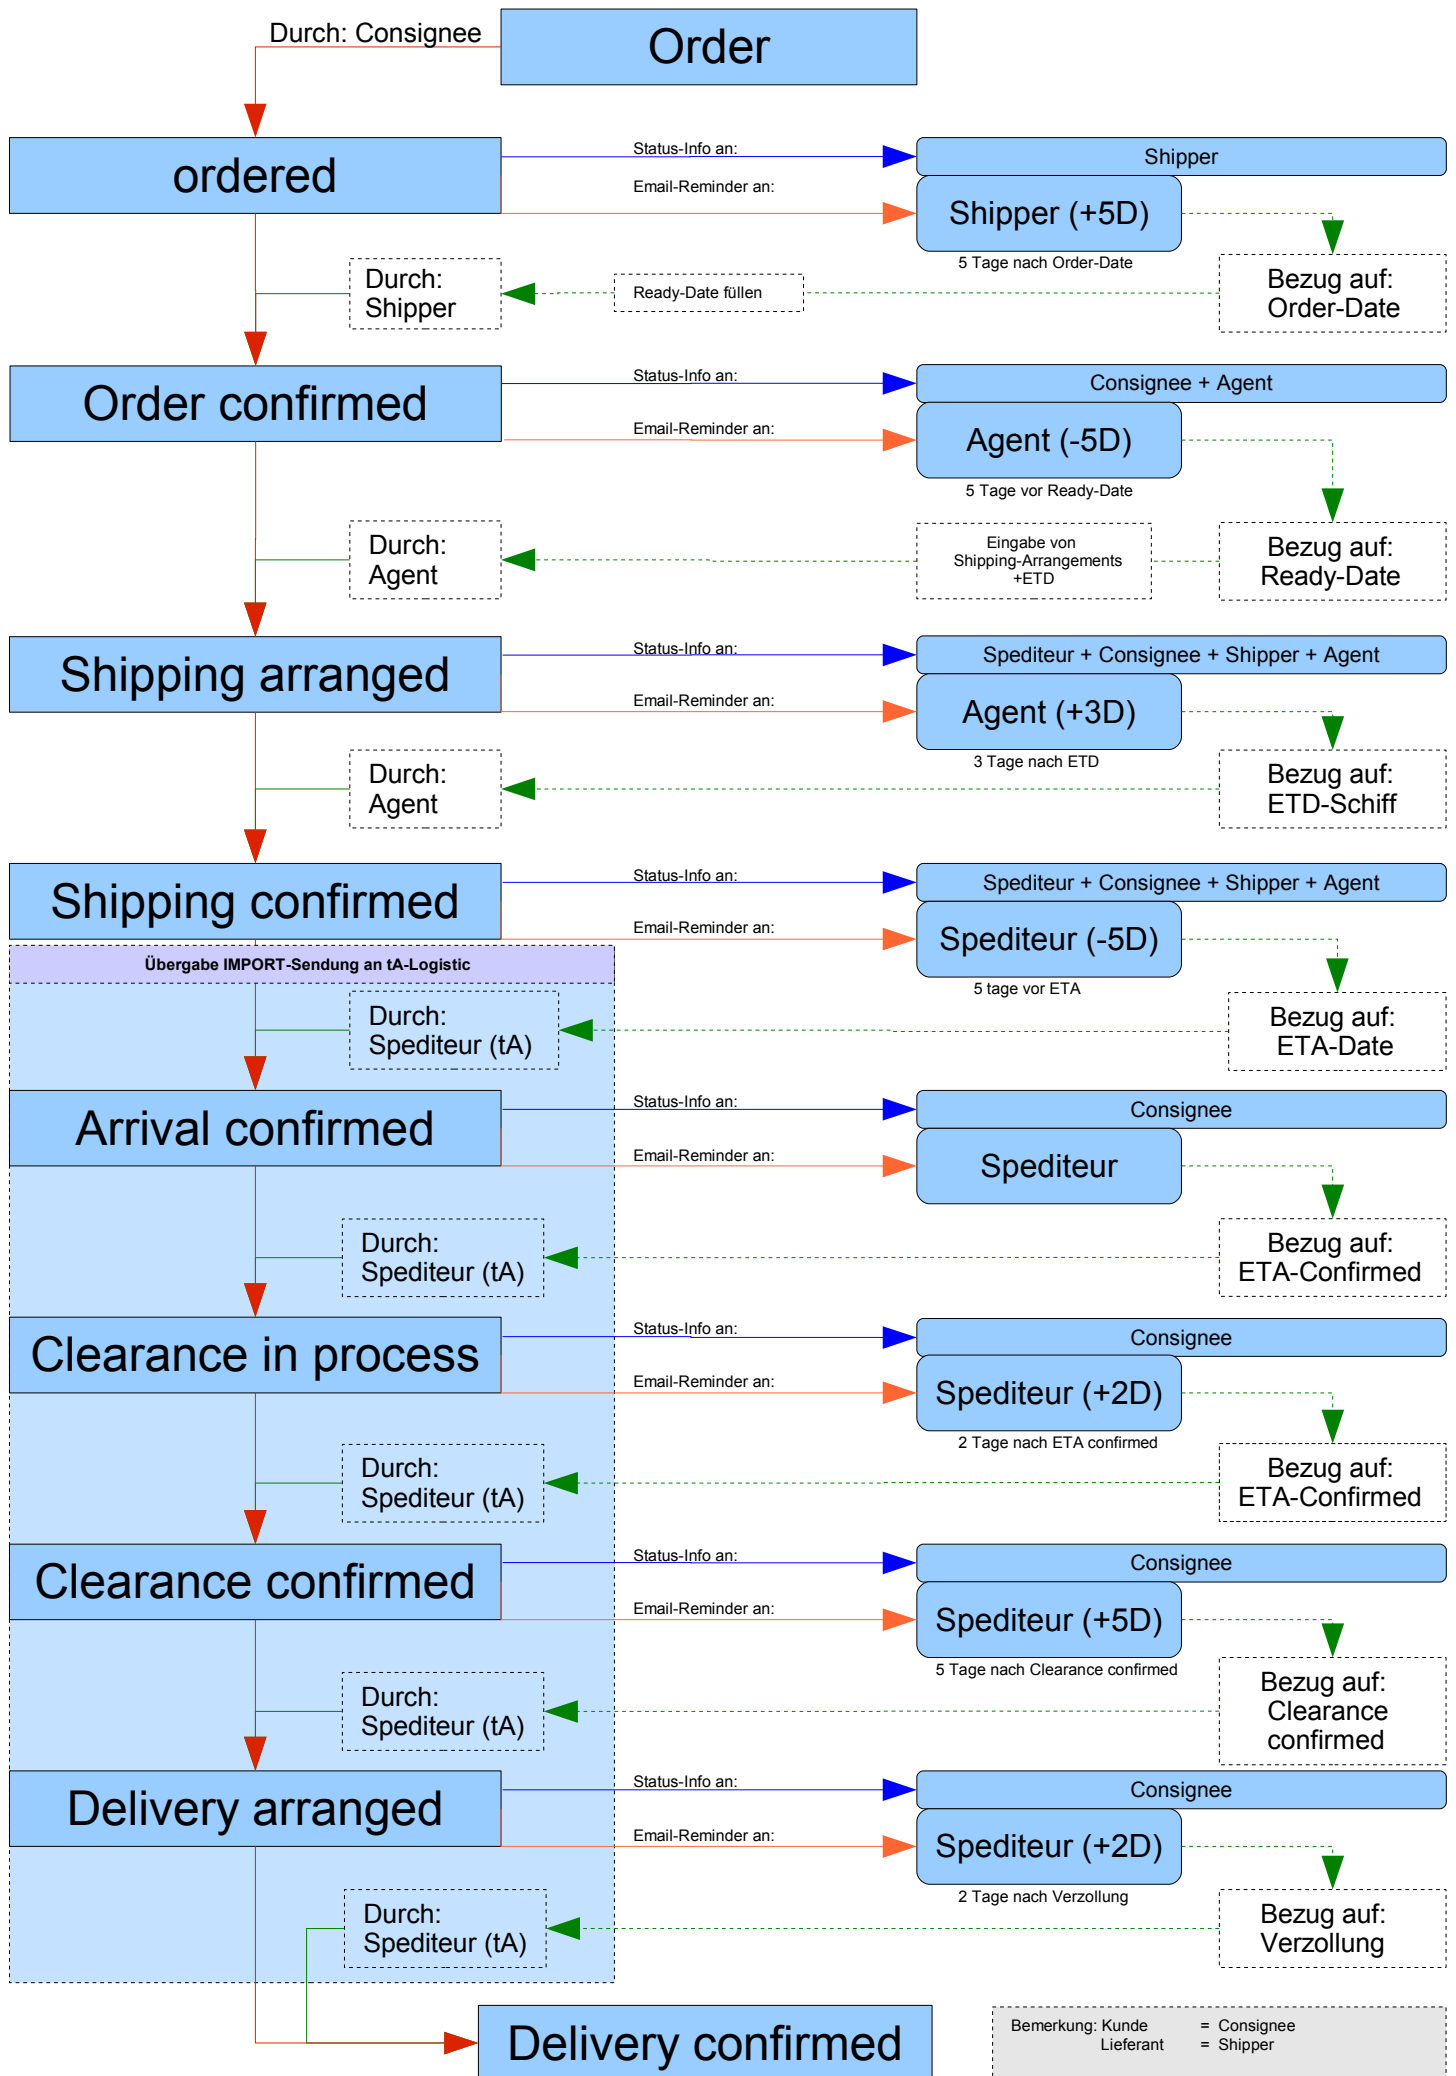 Durch: Consignee
Order
ordered
Status-Info an:
Shipper
Email-Reminder an:
Shipper (+5D)
5 Tage nach Order-Date
Durch:
Shipper
Ready-Date füllen
Bezug auf:
Order-Date
Order confirmed
Status-Info an:
Consignee + Agent
Email-Reminder an:
Agent (-5D)
5 Tage vor Ready-Date
Durch:
Agent
Eingabe von
Shipping-Arrangements
+ETD
Bezug auf:
Ready-Date
Shipping arranged
Status-Info an:
Spediteur + Consignee + Shipper + Agent
Email-Reminder an:
Agent (+3D)
3 Tage nach ETD
Durch:
Agent
Bezug auf:
ETD-Schiff
Shipping confirmed
Status-Info an:
Spediteur + Consignee + Shipper + Agent
Email-Reminder an:
Spediteur (-5D)
5 tage vor ETA
Übergabe IMPORT-Sendung an tA-Logistic
Durch:
Spediteur (tA)
Bezug auf:
ETA-Date
Arrival confirmed
Status-Info an:
Consignee
Email-Reminder an:
Spediteur
Durch:
Spediteur (tA)
Bezug auf:
ETA-Confirmed
Clearance in process
Status-Info an:
Consignee
Email-Reminder an:
Spediteur (+2D)
2 Tage nach ETA confirmed
Durch:
Spediteur (tA)
Bezug auf:
ETA-Confirmed
Clearance confirmed
Status-Info an:
Consignee
Email-Reminder an:
Spediteur (+5D)
5 Tage nach Clearance confirmed
Durch:
Spediteur (tA)
Bezug auf:
Clearance
confirmed
Delivery arranged
Status-Info an:
Consignee
Email-Reminder an:
Spediteur (+2D)
2 Tage nach Verzollung
Durch:
Spediteur (tA)
Bezug auf:
Verzollung
Delivery confirmed
Bemerkung: Kunde = Consignee
Lieferant = Shipper